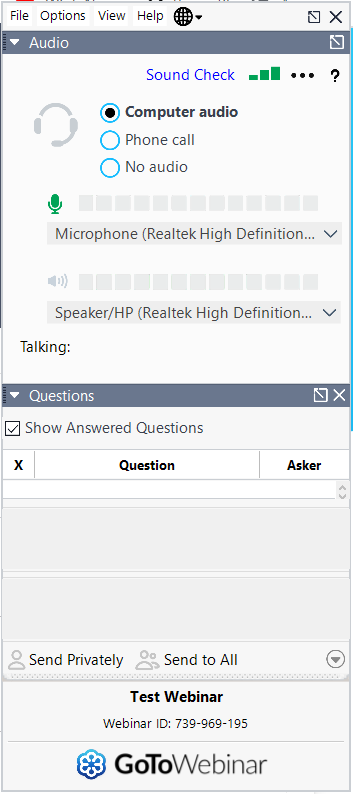 File Options View Help
Audio
Sound Check ?
Computer audio
Phone call
No audio
Microphone (Realtek High Definition...
Speaker/HP (Realtek High Definition...
Talking:
Questions
Show Answered Questions
X Question Asker
Send Privately Send to All
Test Webinar
Webinar ID: 739-969-195
GoToWebinar